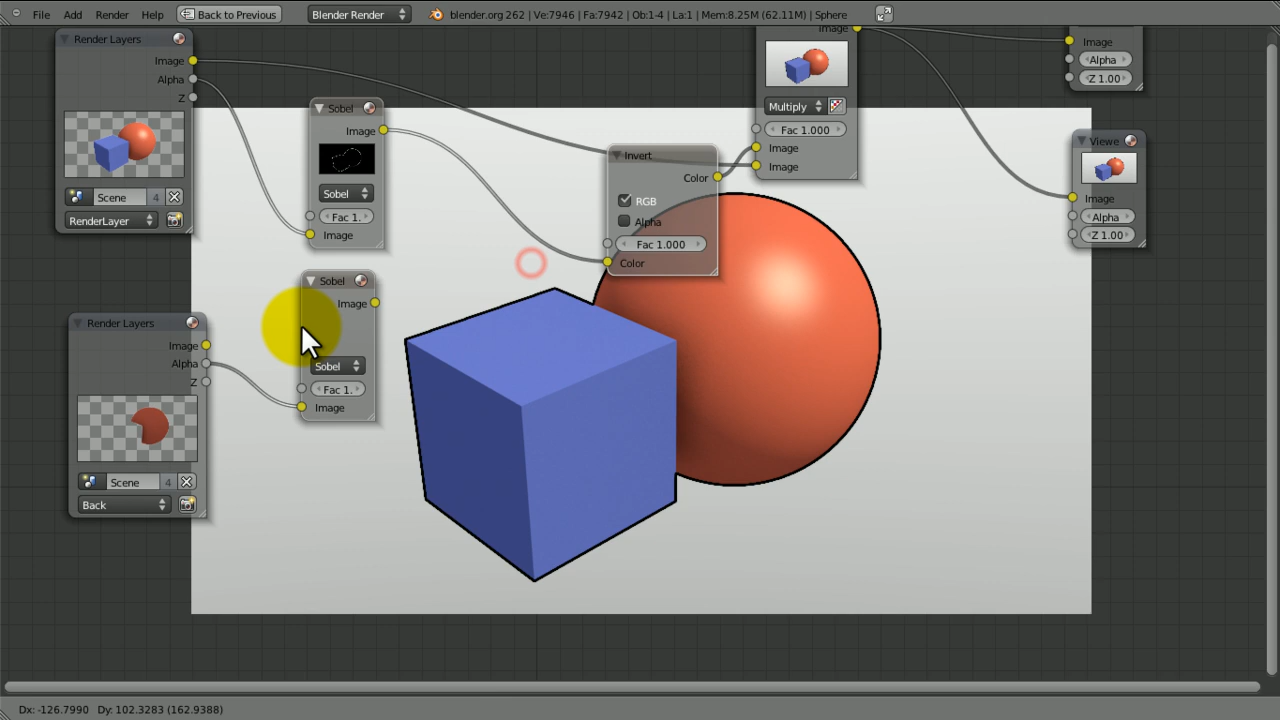 File Add Render Help Back to Previous Blender Render blender.org 262 | Ve:7946 | Fa:7942 | Ob:1-4 | La:1 | Mem:8.25M (62.11M) | Sphere
Render Layers
Image
Alpha
Z
Scene 4
RenderLayer
Sobel
Image
Sobel
Fac 1.
Image
Sobel
Image
Sobel
Fac 1.
Image
Render Layers
Image
Alpha
Z
Scene 4
Back
Invert
Color
RGB
Alpha
Fac 1.000
Color
Image
Multiply
Fac 1.000
Image
Image
Image
Alpha
Z 1.00
Viewe
Image
Alpha
Z 1.00
Dx: -126.7990 Dy: 102.3283 (162.9388)